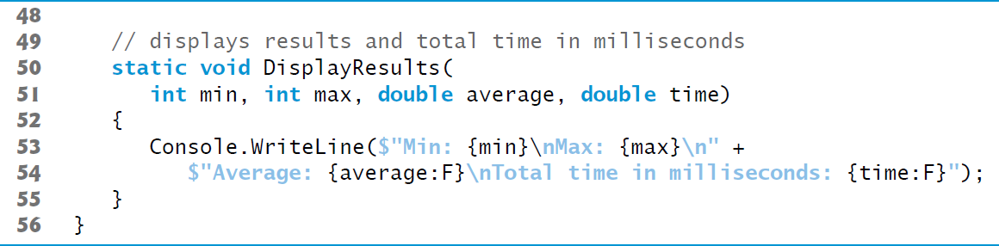 48
49 // displays results and total time in milliseconds
50 static void DisplayResults(
51 int min, int max, double average, double time)
52 {
53 Console.WriteLine($"Min: {min}\nMax: {max}\n" +
54 $"Average: {average:F}\nTotal time in milliseconds: {time:F}");
55 }
56 }